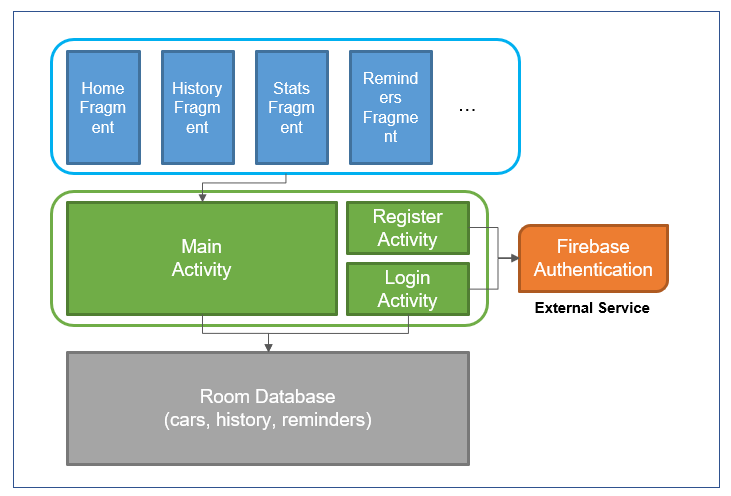 Home
Fragm
ent
History
Fragm
ent
Stats
Fragm
ent
Remind
ers
Fragme
nt
...
Main
Activity
Register
Activity
Login
Activity
Firebase
Authentication
External Service
Room Database
(cars, history, reminders)